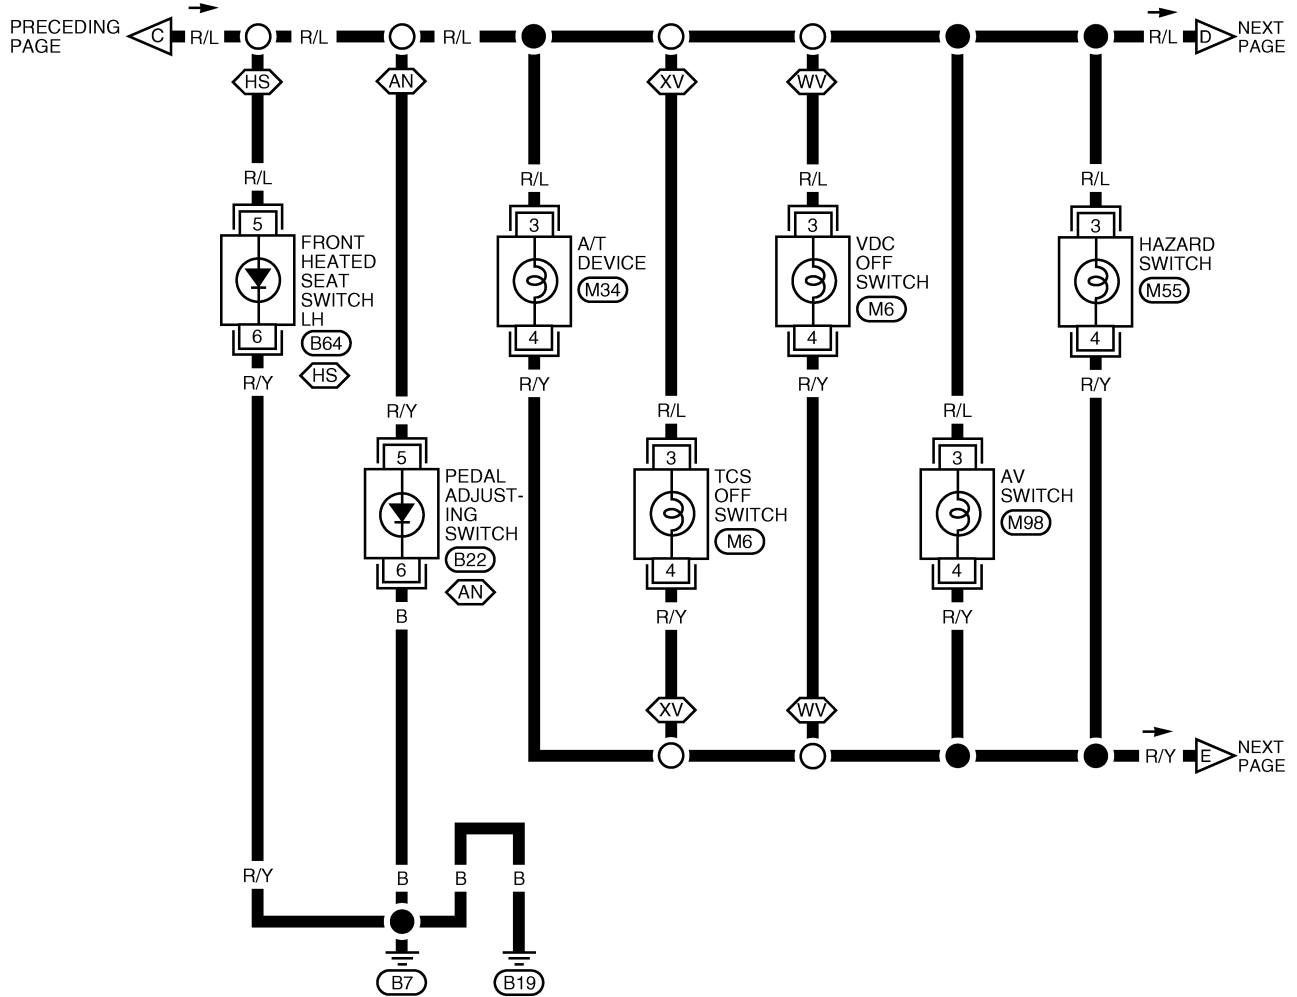 PRECEDING
PAGE
C
R/L
R/L
R/L
R/L
D
NEXT
PAGE
HS
AN
XV
WV
R/L
R/L
R/L
R/L
5
3
3
3
FRONT
HEATED
SEAT
SWITCH
LH
B64
HS
A/T
DEVICE
M34
VDC
OFF
SWITCH
M6
HAZARD
SWITCH
M55
6
4
4
4
R/Y
R/Y
R/Y
R/Y
R/Y
R/L
R/L
5
3
3
PEDAL
ADJUST-
ING
SWITCH
B22
AN
TCS
OFF
SWITCH
M6
AV
SWITCH
M98
6
4
4
B
R/Y
R/Y
XV
WV
R/Y
E
NEXT
PAGE
R/Y
B
B
B
B7
B19